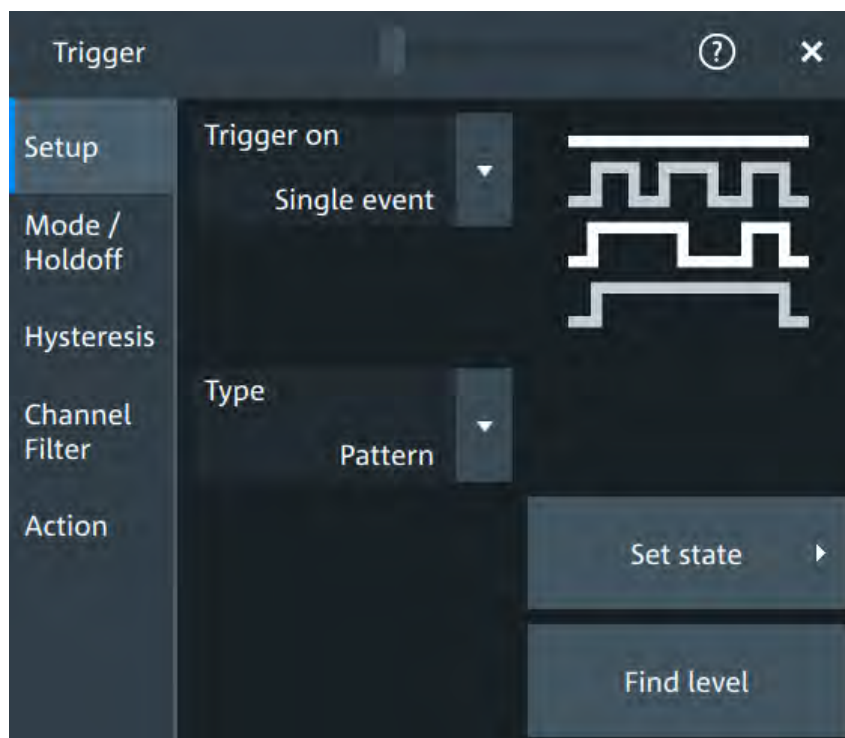 Trigger
?
Setup
Mode /
Holdoff
Hysteresis
Channel
Filter
Action
Trigger on
Single event
Type
Pattern
Set state
Find level